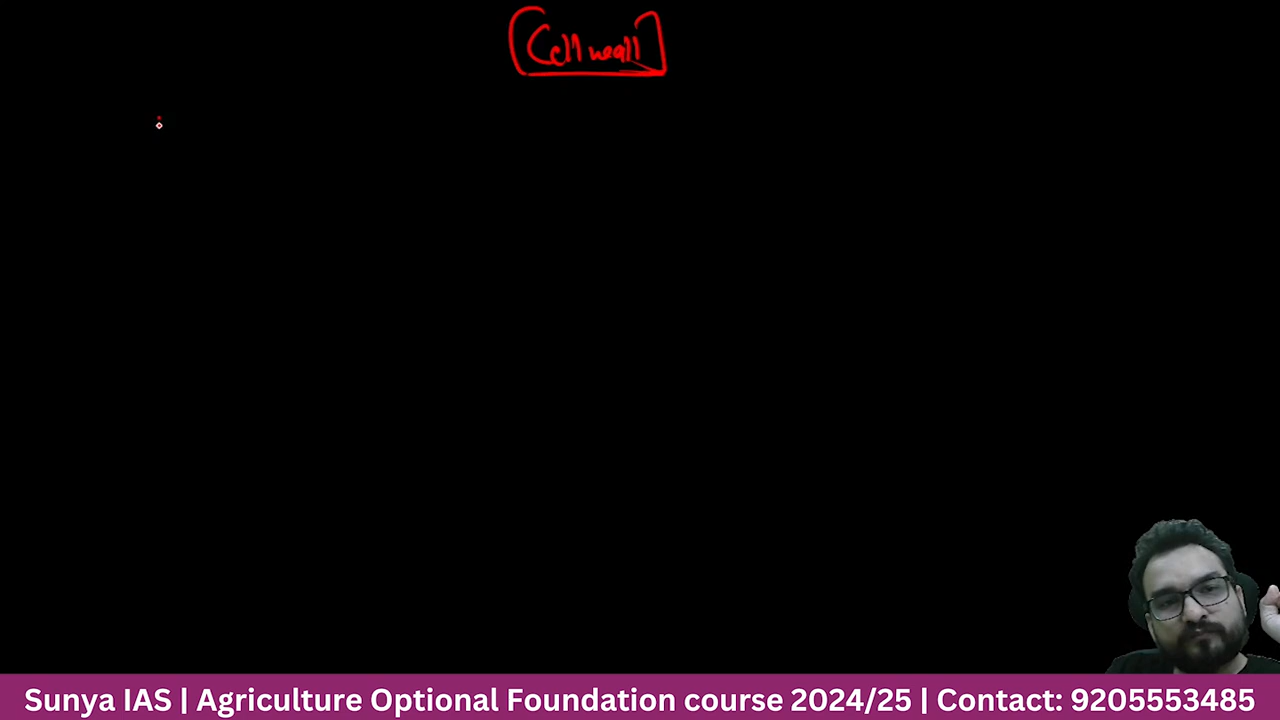 Cell wall
Sunya IAS | Agriculture Optional Foundation course 2024/25 | Contact: 9205553485